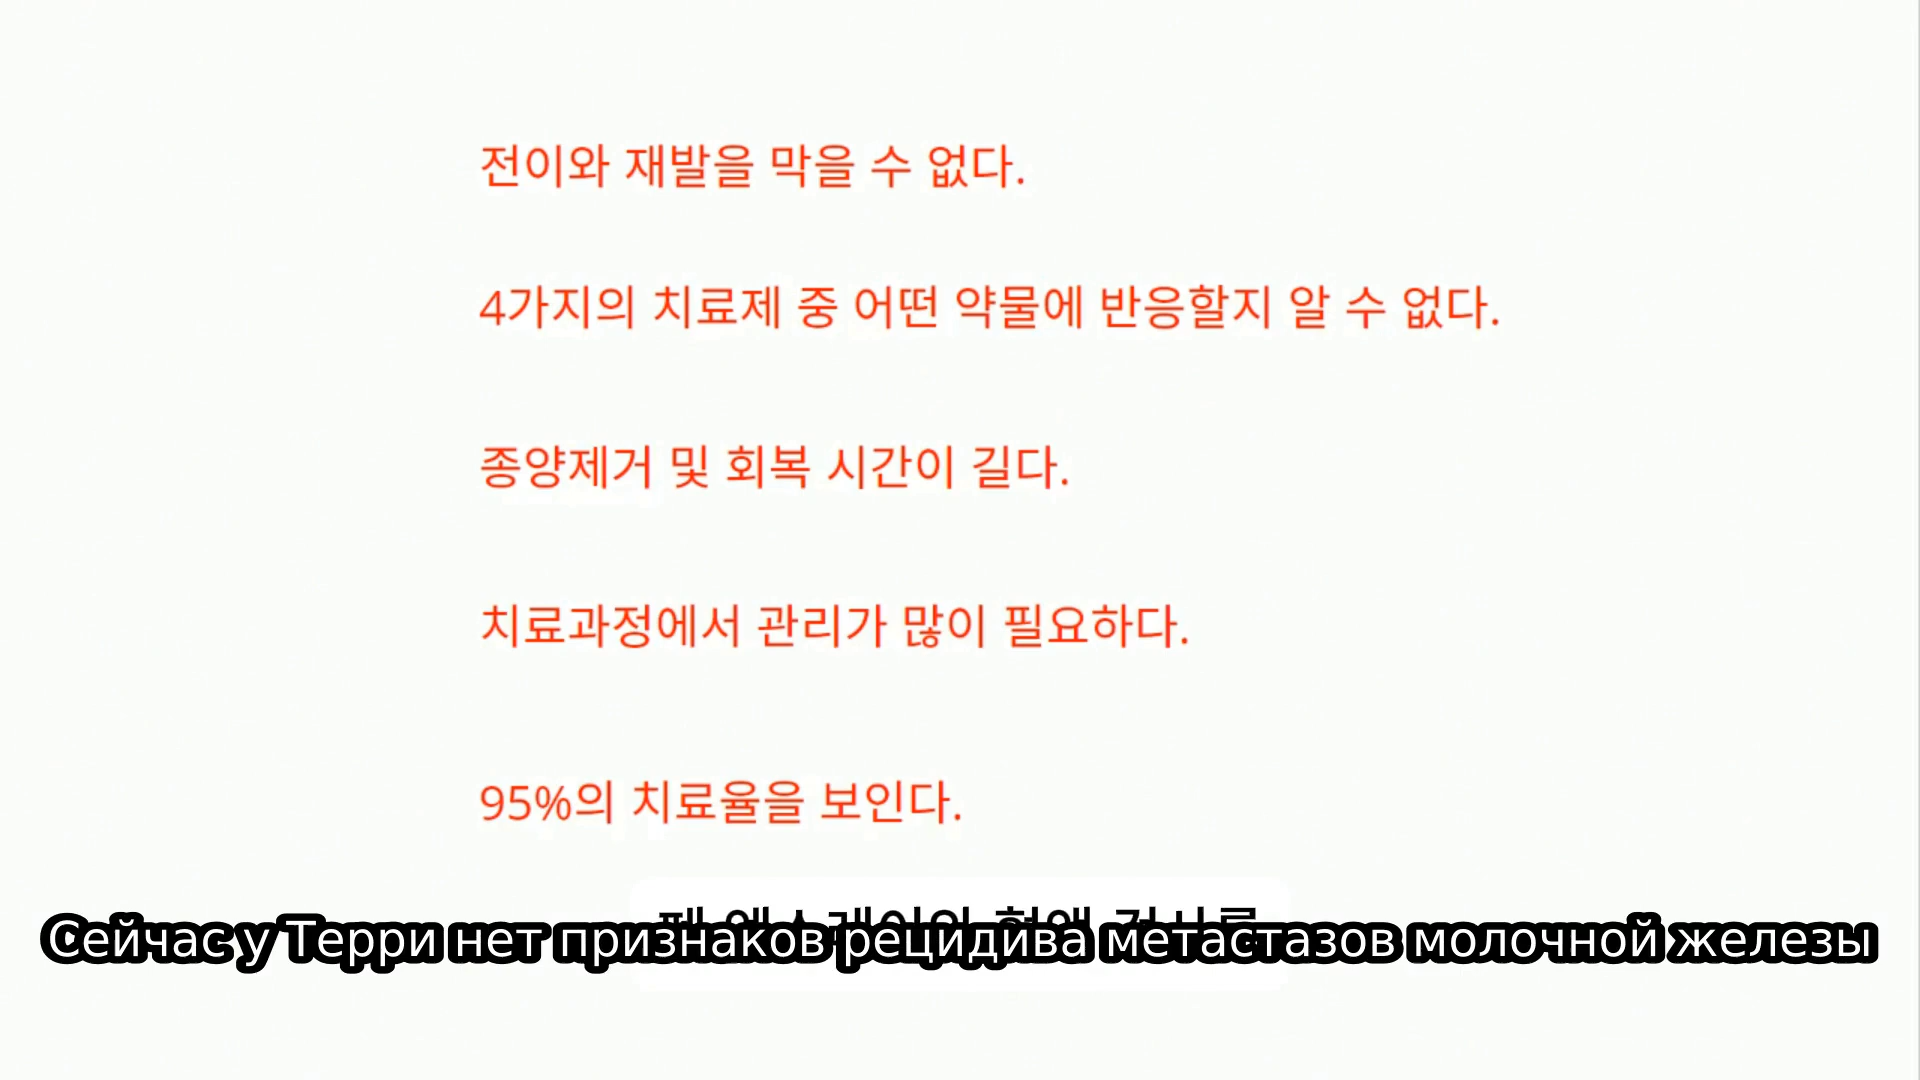 전이와 재발을 막을 수 없다.
4가지의 치료제 중 어떤 약물에 반응할지 알 수 없다.
종양제거 및 회복 시간이 길다.
치료과정에서 관리가 많이 필요하다.
95%의 치료율을 보인다.
Сейчас у Терри нет признаков рецидива метастазов молочной железы